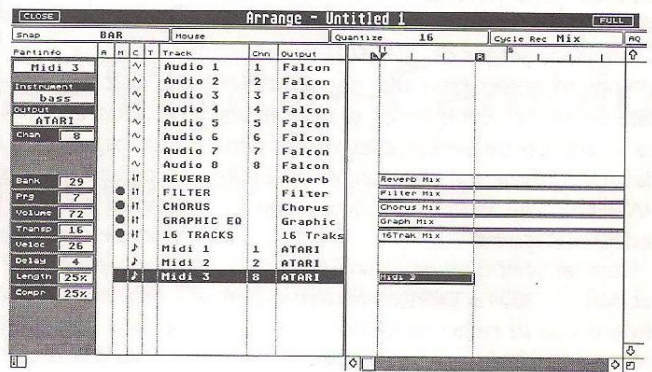 CLOSE Arrange - Untitled 1 FULL
Snap BAR Mouse Quantize 16 Cycle Rec Mix AQ
Partinfo A M C T Track Chn Output 1 5
Midi 3 Audio 1 1 Falcon
Audio 2 2 Falcon
Instrument Audio 3 3 Falcon
bass Audio 4 4 Falcon
Output Audio 5 5 Falcon
ATARI Audio 6 6 Falcon
Chan 8 Audio 7 7 Falcon
Audio 8 8 Falcon
Bank 29 REVERB Reverb Reverb Mix
Prg 7 FILTER Filter Filter Mix
Volume 72 CHORUS Chorus Chorus Mix
Transp 16 GRAPHIC EQ Graphic Graph Mix
Veloc 26 16 TRACKS 16 Traks 16Trak Mix
Delay 4 Midi 1 1 ATARI
Length 25% Midi 2 2 ATARI
Compr 25% Midi 3 8 ATARI Midi 3